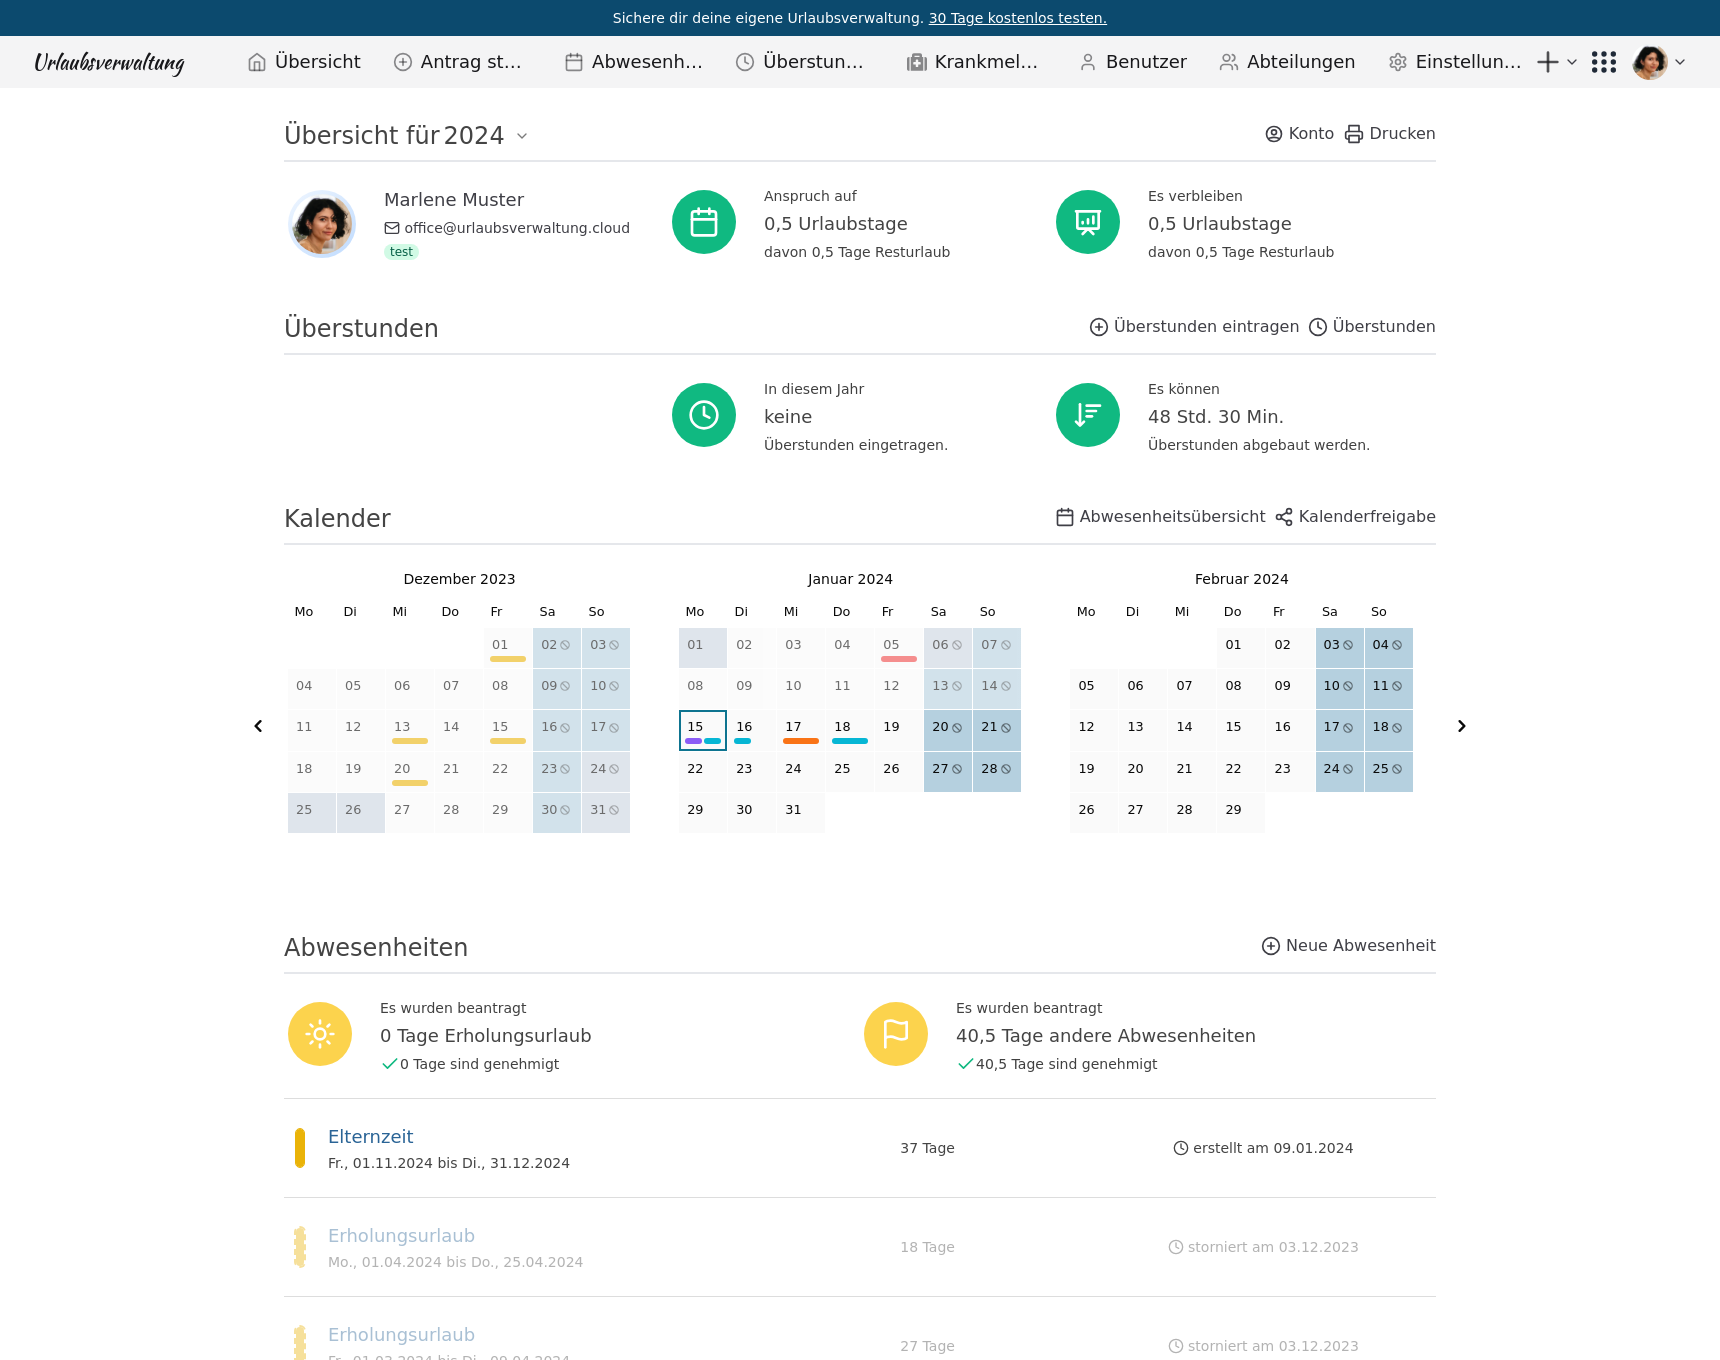 Sichere dir deine eigene Urlaubsverwaltung. 30 Tage kostenlos testen.
Urlaubsverwaltung Übersicht Antrag st... Abwesenh... Überstun... Krankmel... Benutzer Abteilungen Einstellun...
Übersicht für 2024 Konto Drucken
Marlene Muster
office@urlaubsverwaltung.cloud
test
Anspruch auf
0,5 Urlaubstage
davon 0,5 Tage Resturlaub
Es verbleiben
0,5 Urlaubstage
davon 0,5 Tage Resturlaub
Überstunden Überstunden eintragen Überstunden
In diesem Jahr
keine
Überstunden eingetragen.
Es können
48 Std. 30 Min.
Überstunden abgebaut werden.
Kalender Abwesenheitsübersicht Kalenderfreigabe
Dezember 2023
Mo Di Mi Do Fr Sa So
01 02 03
04 05 06 07 08 09 10
11 12 13 14 15 16 17
18 19 20 21 22 23 24
25 26 27 28 29 30 31
Januar 2024
Mo Di Mi Do Fr Sa So
01 02 03 04 05 06 07
08 09 10 11 12 13 14
15 16 17 18 19 20 21
22 23 24 25 26 27 28
29 30 31
Februar 2024
Mo Di Mi Do Fr Sa So
01 02 03 04
05 06 07 08 09 10 11
12 13 14 15 16 17 18
19 20 21 22 23 24 25
26 27 28 29
Abwesenheiten Neue Abwesenheit
Es wurden beantragt
0 Tage Erholungsurlaub
0 Tage sind genehmigt
Es wurden beantragt
40,5 Tage andere Abwesenheiten
40,5 Tage sind genehmigt
Elternzeit
Fr., 01.11.2024 bis Di., 31.12.2024
37 Tage
erstellt am 09.01.2024
Erholungsurlaub
Mo., 01.04.2024 bis Do., 25.04.2024
18 Tage
storniert am 03.12.2023
Erholungsurlaub
Fr., 01.03.2024 bis Di., 09.04.2024
27 Tage
storniert am 03.12.2023